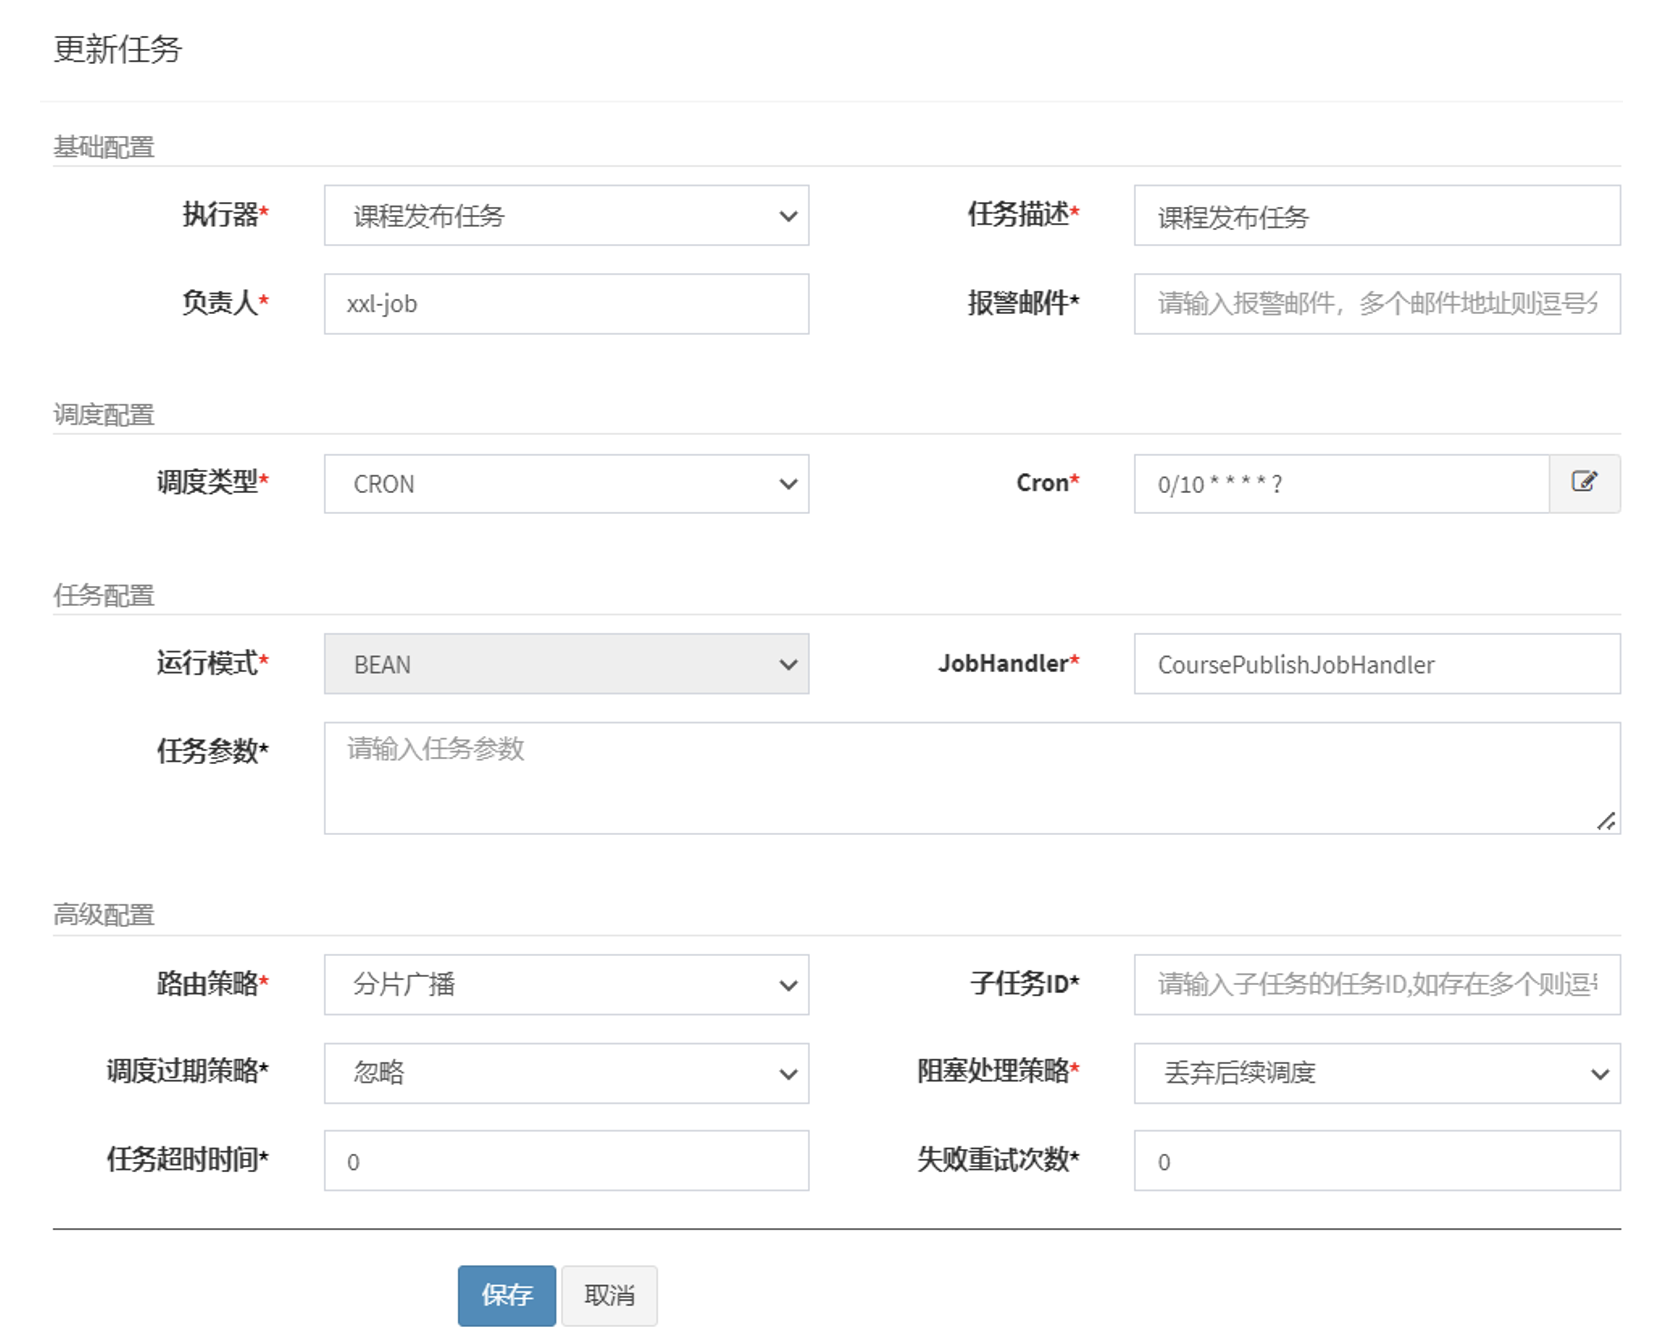 更新任务
基础配置
执行器* 课程发布任务 任务描述* 课程发布任务
负责人* xxl-job 报警邮件* 请输入报警邮件，多个邮件地址则逗号分
调度配置
调度类型* CRON Cron* 0/10 * * * * ?
任务配置
运行模式* BEAN JobHandler* CoursePublishJobHandler
任务参数* 请输入任务参数
高级配置
路由策略* 分片广播 子任务ID* 请输入子任务的任务ID,如存在多个则逗号
调度过期策略* 忽略 阻塞处理策略* 丢弃后续调度
任务超时时间* 0 失败重试次数* 0
保存 取消